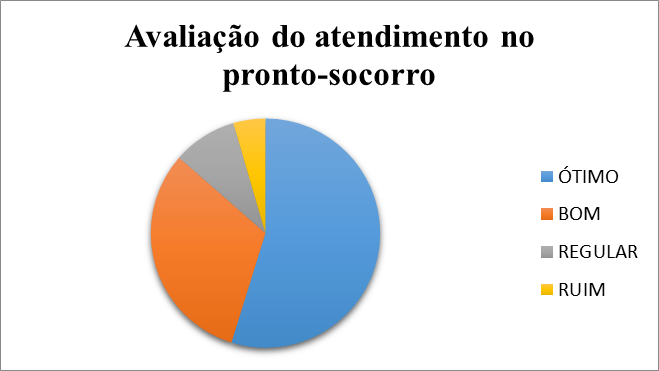 Avaliação do atendimento no
pronto-socorro
ÓTIMO
BOM
REGULAR
RUIM